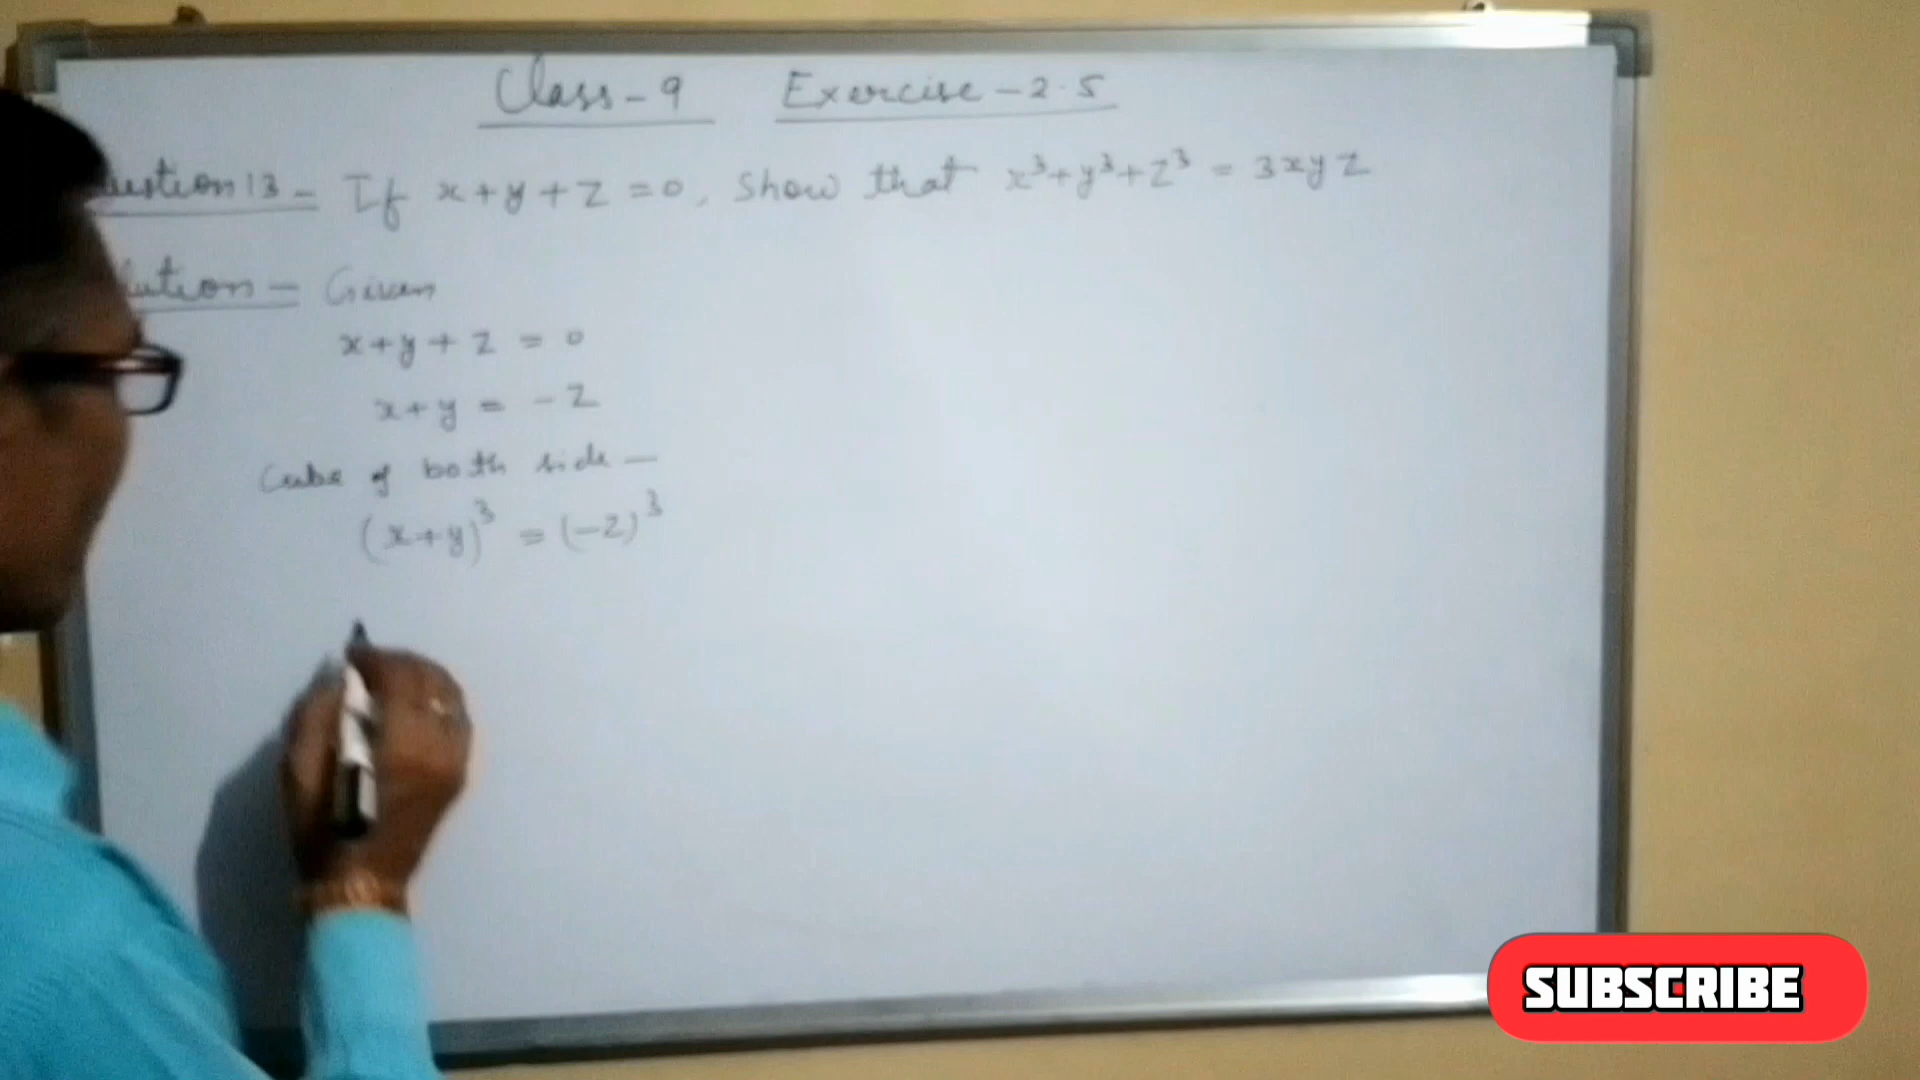 Class-9 Exercise-2.5
uestion 13- If x+y+z=0, Show that x³+y³+z³ = 3xyz
lution- Given
x+y+z = 0
x+y = -z
Cube of both side-
(x+y)³ = (-z)³
SUBSCRIBE